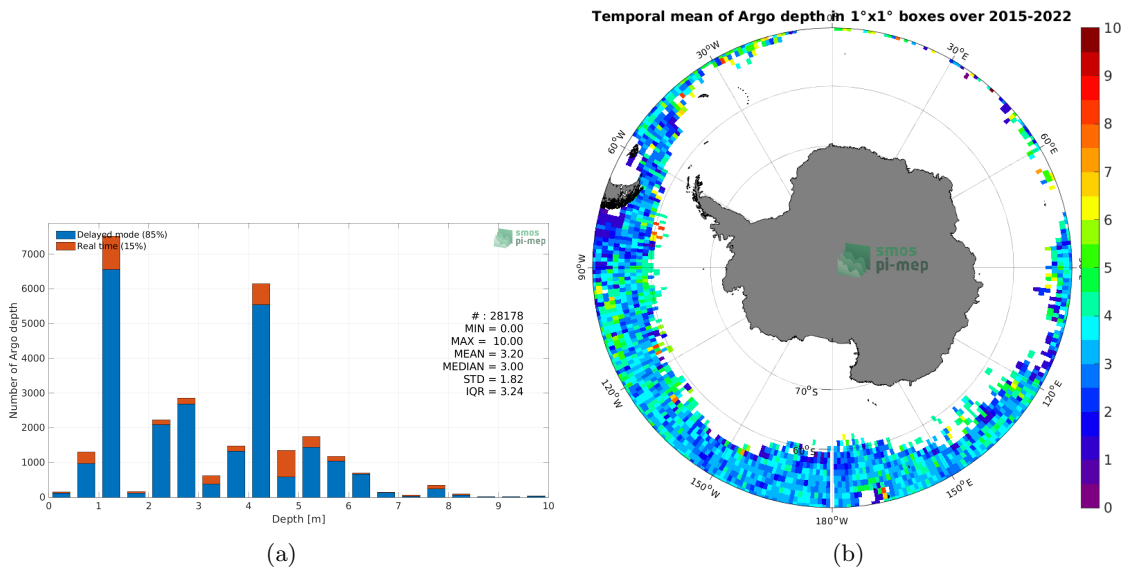 Delayed mode (85%)
Real time (15%)
smos
pi-mep
7000
6000
5000
4000
3000
2000
1000
0
Number of Argo depth
# : 28178
MIN = 0.00
MAX = 10.00
MEAN = 3.20
MEDIAN = 3.00
STD = 1.82
IQR = 3.24
0 1 2 3 4 5 6 7 8 9 10
Depth [m]
(a)
Temporal mean of Argo depth in 1°x1° boxes over 2015-2022
30°W
30°E
60°W
60°E
90°W
smos
pi-mep
120°W
120°E
70°S
60°S
150°W
150°E
180°W
10
9
8
7
6
5
4
3
2
1
0
(b)